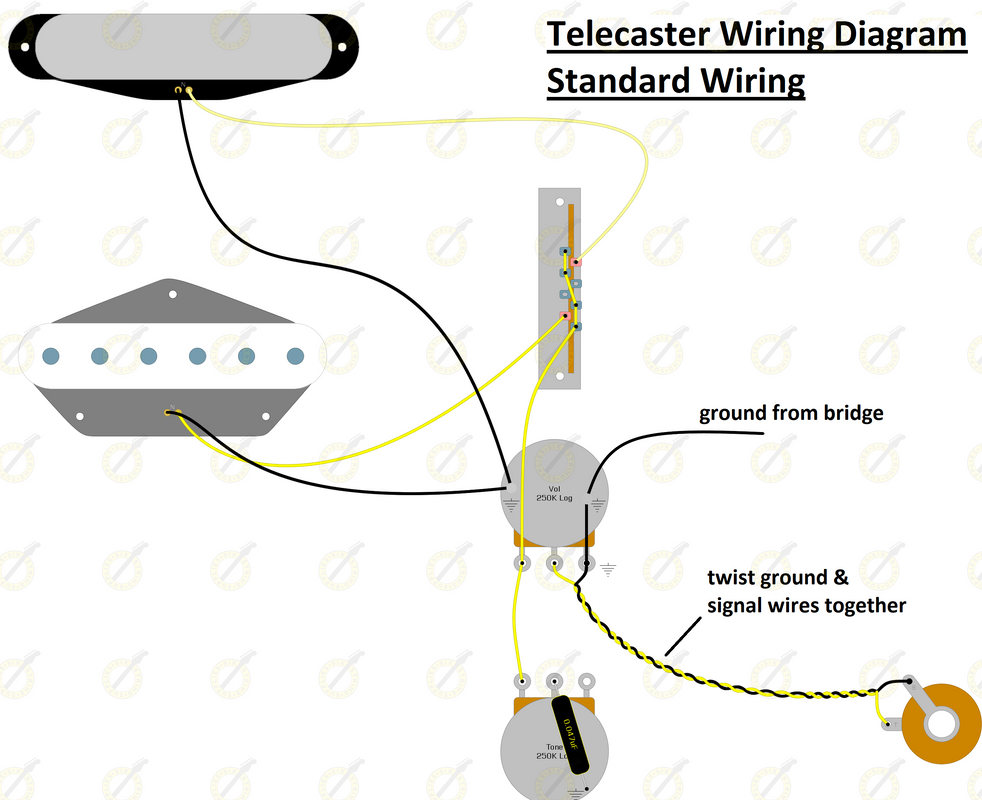 Telecaster Wiring Diagram
Standard Wiring
ground from bridge
Vol
250K Log
twist ground &
signal wires together
0.047uF
Tone
250K Lo